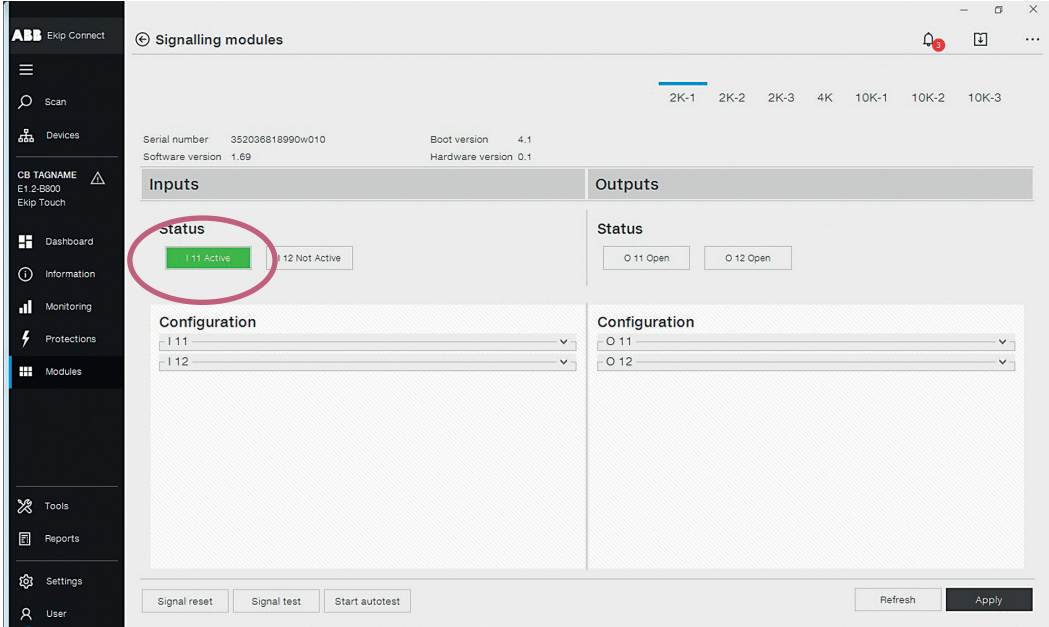 ABB Ekip Connect
Signalling modules
3
Scan
Devices
CB TAGNAME
E1.2-B800
Ekip Touch
Dashboard
Information
Monitoring
Protections
Modules
Tools
Reports
Settings
User
2K-1 2K-2 2K-3 4K 10K-1 10K-2 10K-3
Serial number 352036818990w010 Boot version 4.1
Software version 1.69 Hardware version 0.1
Inputs Outputs
Status Status
I 11 Active I 12 Not Active O 11 Open O 12 Open
Configuration Configuration
I 11 O 11
I 12 O 12
Signal reset Signal test Start autotest Refresh Apply